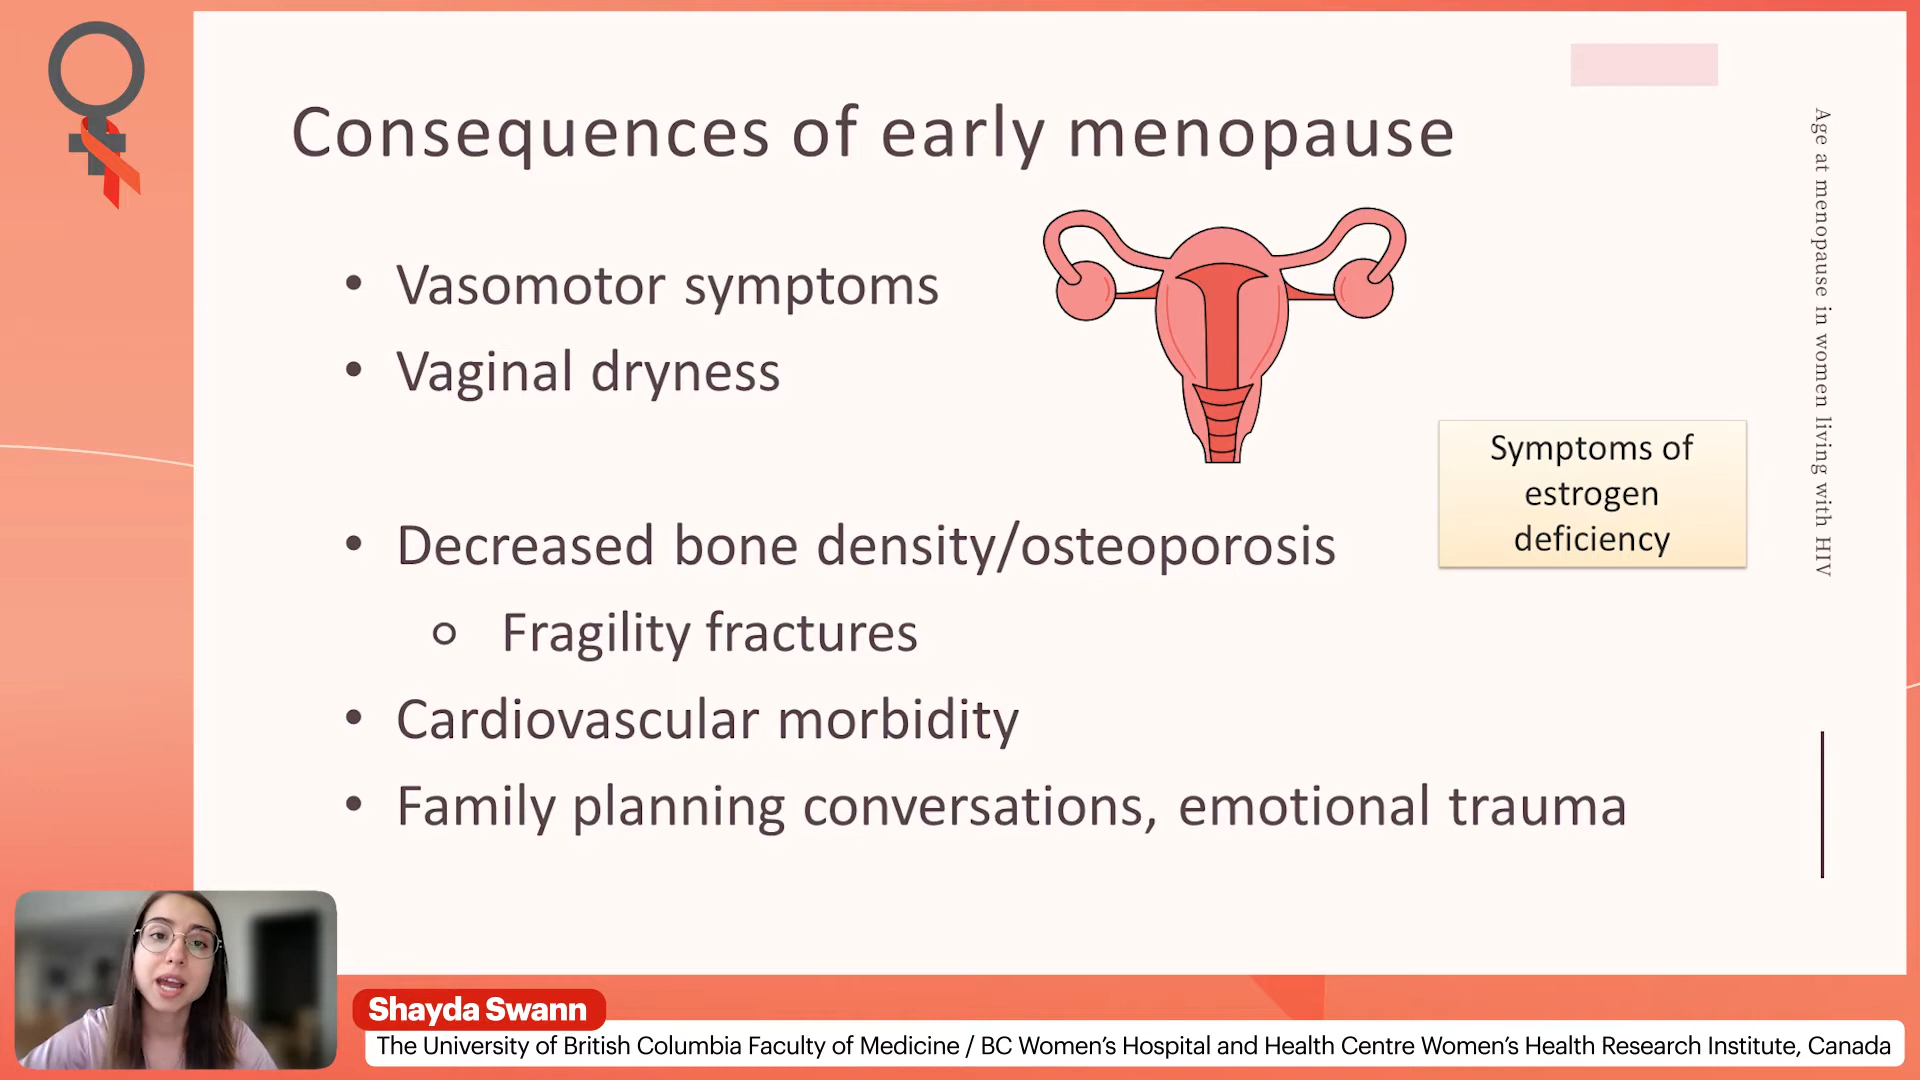 Consequences of early menopause
• Vasomotor symptoms
• Vaginal dryness
• Decreased bone density/osteoporosis
○ Fragility fractures
• Cardiovascular morbidity
• Family planning conversations, emotional trauma
Symptoms of
estrogen
deficiency
Age at menopause in women living with HIV
Shayda Swann
The University of British Columbia Faculty of Medicine / BC Women's Hospital and Health Centre Women's Health Research Institute, Canada